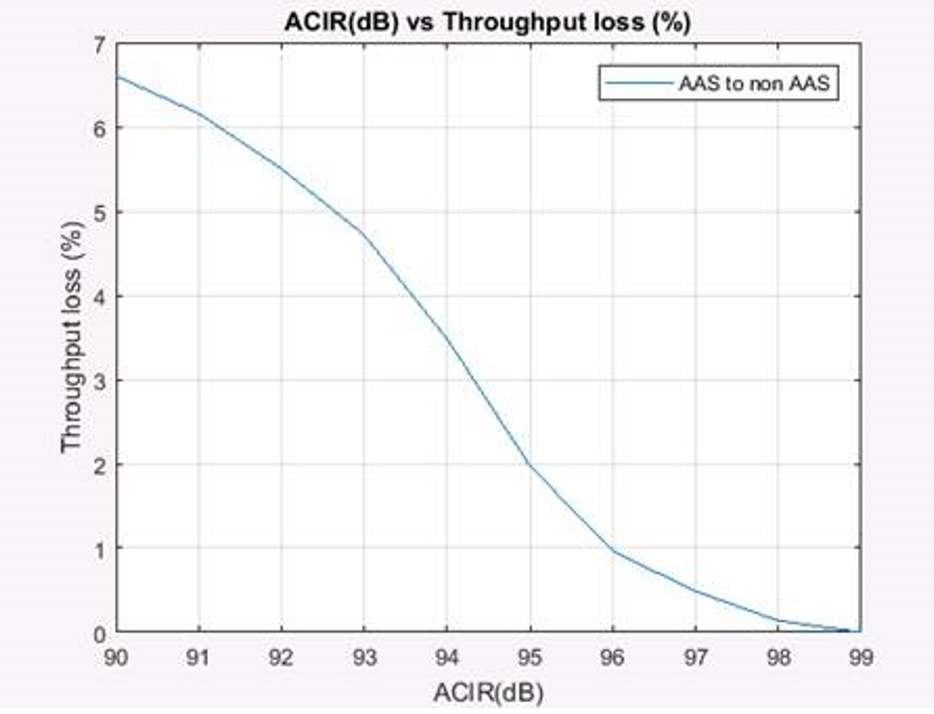 ACIR(dB) vs Throughput loss (%)
AAS to non AAS
Throughput loss (%)
7
6
5
4
3
2
1
0
90 91 92 93 94 95 96 97 98 99
ACIR(dB)